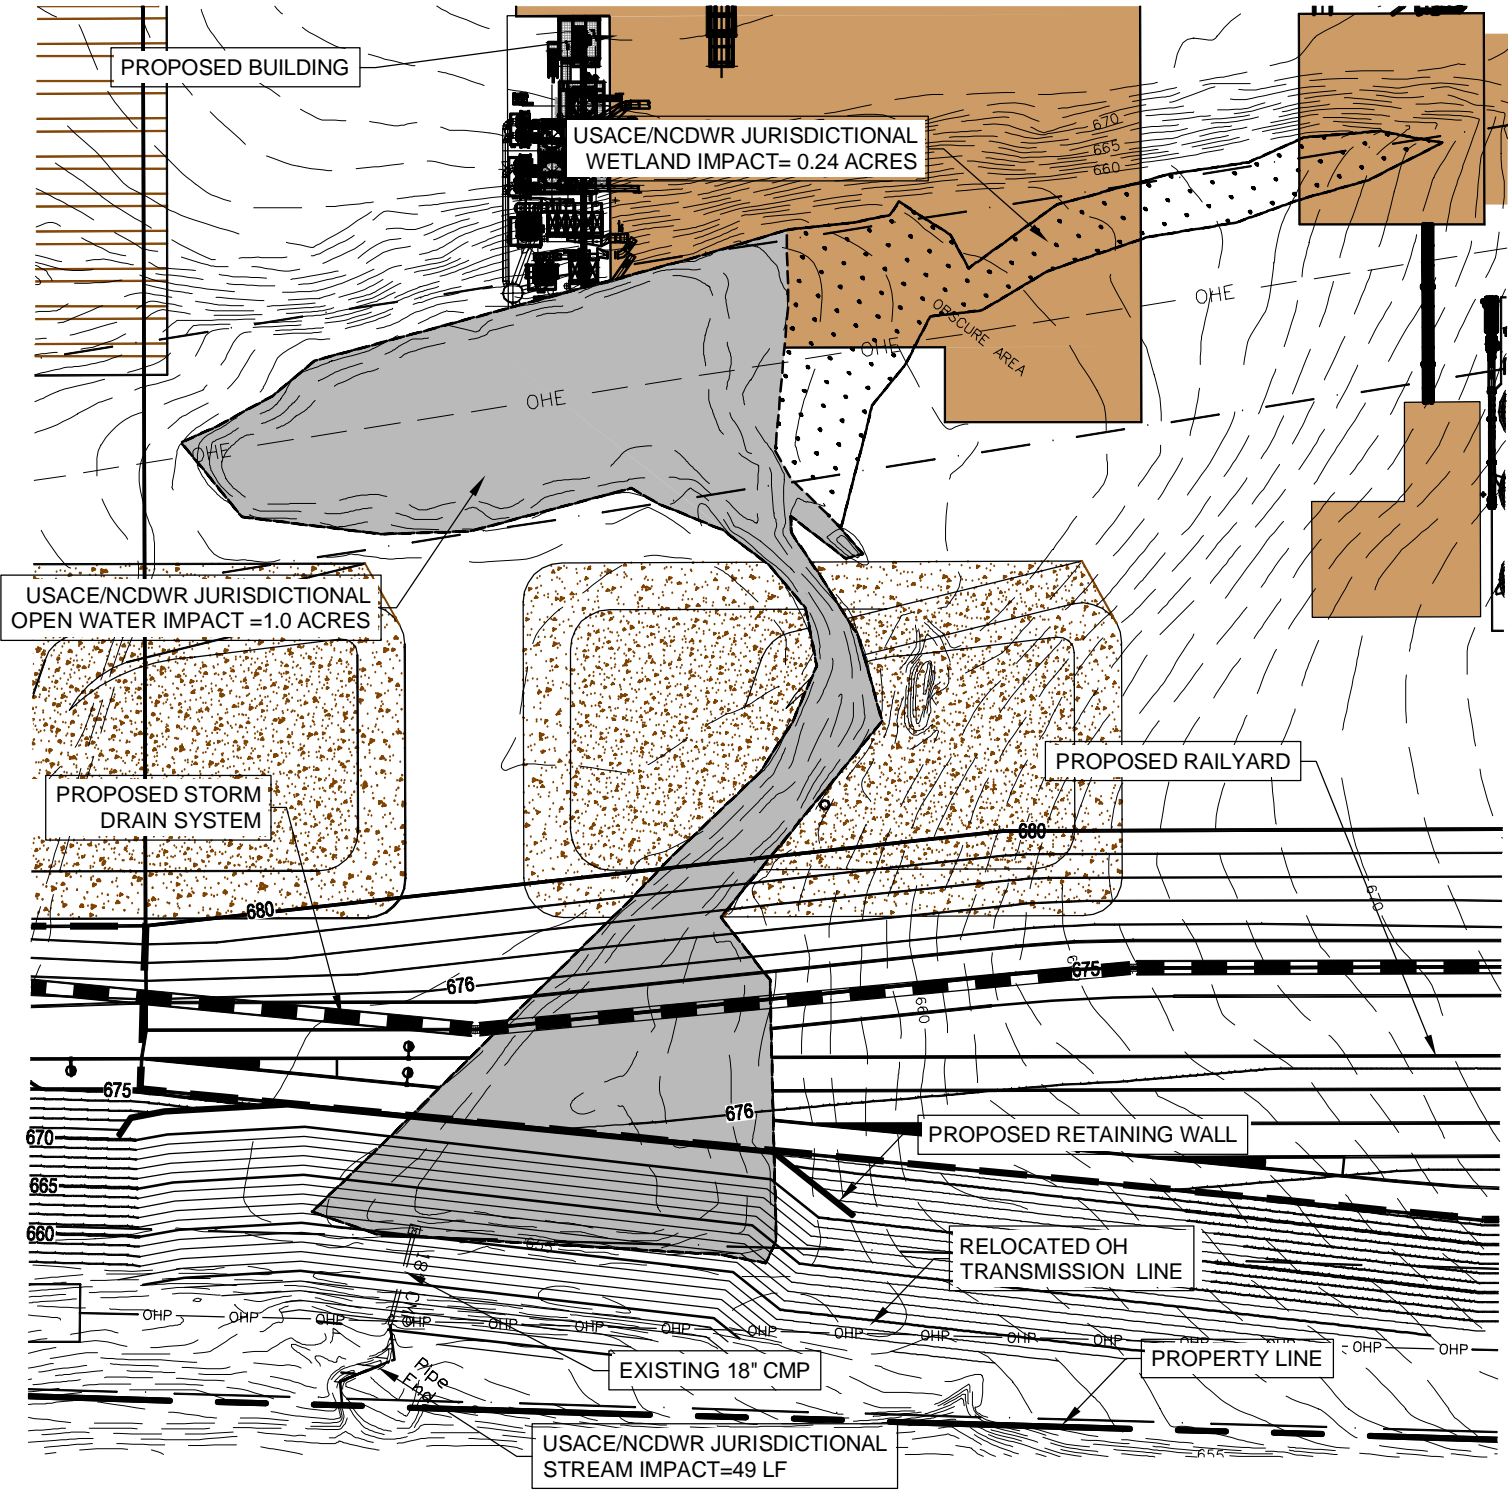 PROPOSED BUILDING
USACE/NCDWR JURISDICTIONAL
WETLAND IMPACT= 0.24 ACRES
670
665
660
OHE
OBSCURE AREA
OHE
OHE
OHE
USACE/NCDWR JURISDICTIONAL
OPEN WATER IMPACT =1.0 ACRES
PROPOSED RAILYARD
PROPOSED STORM
DRAIN SYSTEM
680
670
680
675
676
660
675
676
PROPOSED RETAINING WALL
670
665
660
655
RELOCATED OH
TRANSMISSION LINE
OHP OHP OHP OHP OHP OHP OHP OHP OHP OHP OHP OHP OHP OHP OHP OHP
EXISTING 18" CMP
PROPERTY LINE
Pipe
End
USACE/NCDWR JURISDICTIONAL
STREAM IMPACT=49 LF
655